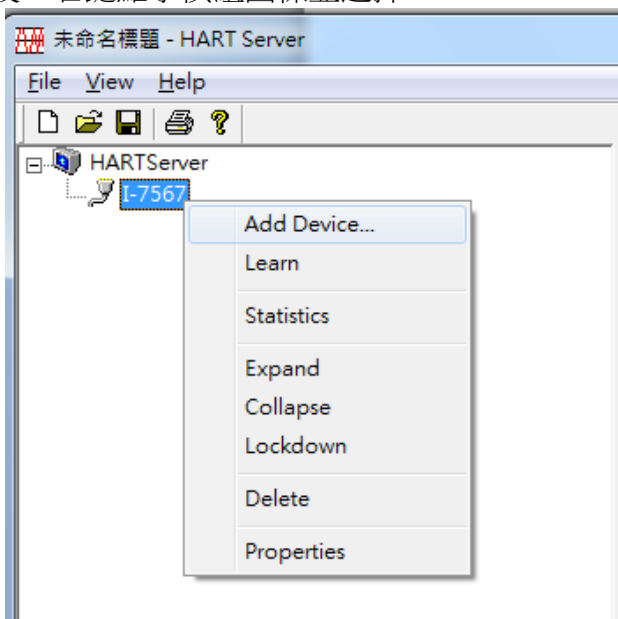 未命名標題 - HART Server
File View Help
HARTServer
I-7567
Add Device...
Learn
Statistics
Expand
Collapse
Lockdown
Delete
Properties